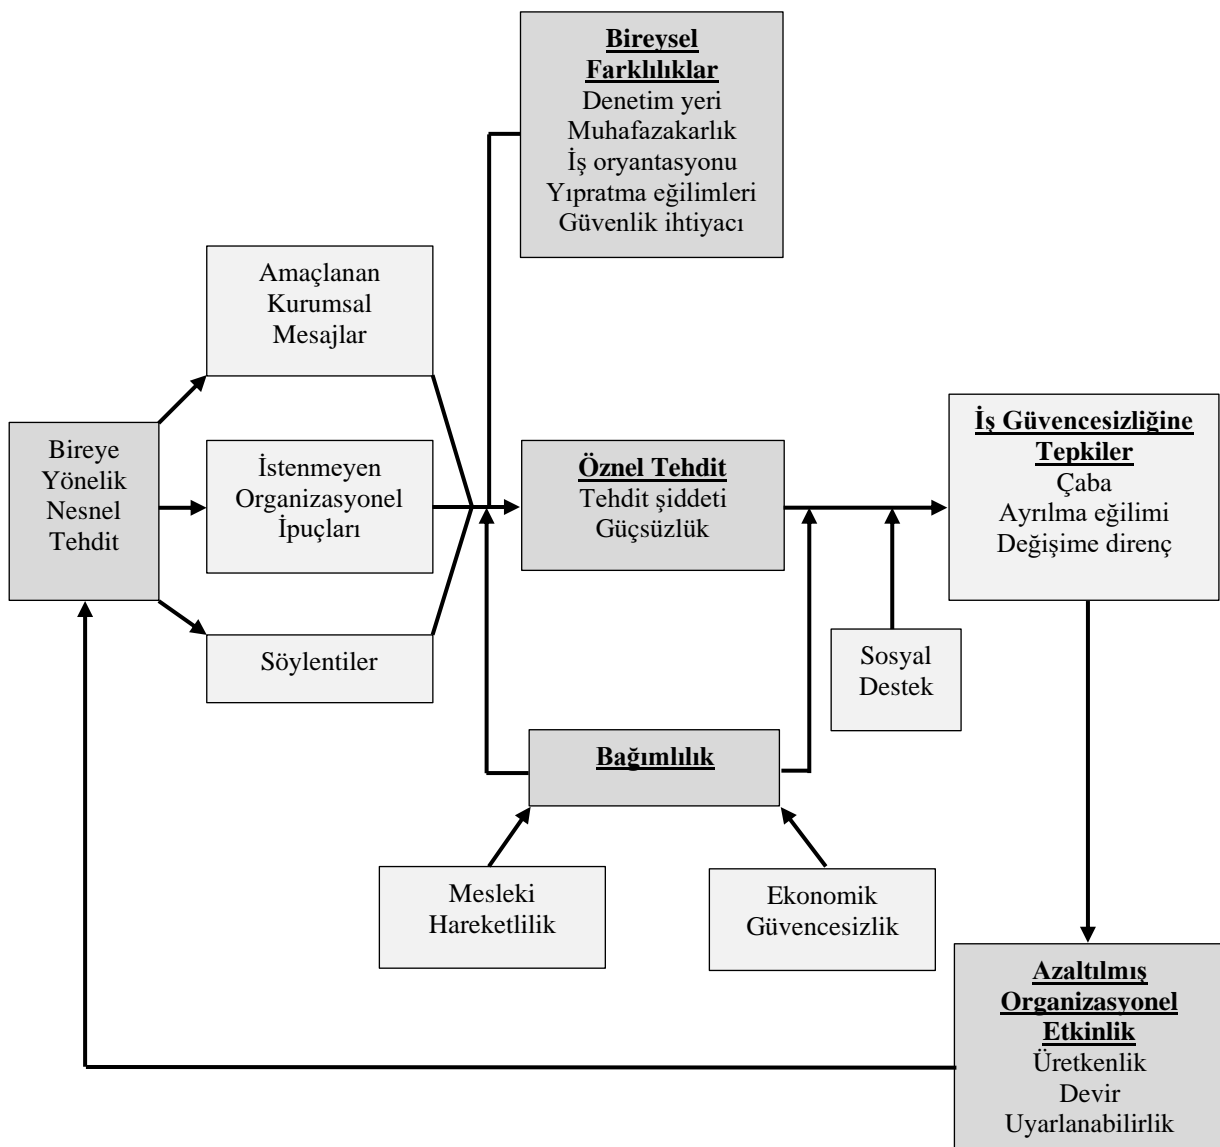 Bireysel
Farklılıklar
Denetim yeri
Muhafazakarlık
İş oryantasyonu
Yıpratma eğilimleri
Güvenlik ihtiyacı
Amaçlanan
Kurumsal
Mesajlar
Bireye
Yönelik
Nesnel
Tehdit
İstenmeyen
Organizasyonel
İpuçları
Söylentiler
Öznel Tehdit
Tehdit şiddeti
Güçsüzlük
İş Güvencesizliğine
Tepkiler
Çaba
Ayrılma eğilimi
Değişime direnç
Sosyal
Destek
Bağımlılık
Mesleki
Hareketlilik
Ekonomik
Güvencesizlik
Azaltılmış
Organizasyonel
Etkinlik
Üretkenlik
Devir
Uyarlanabilirlik